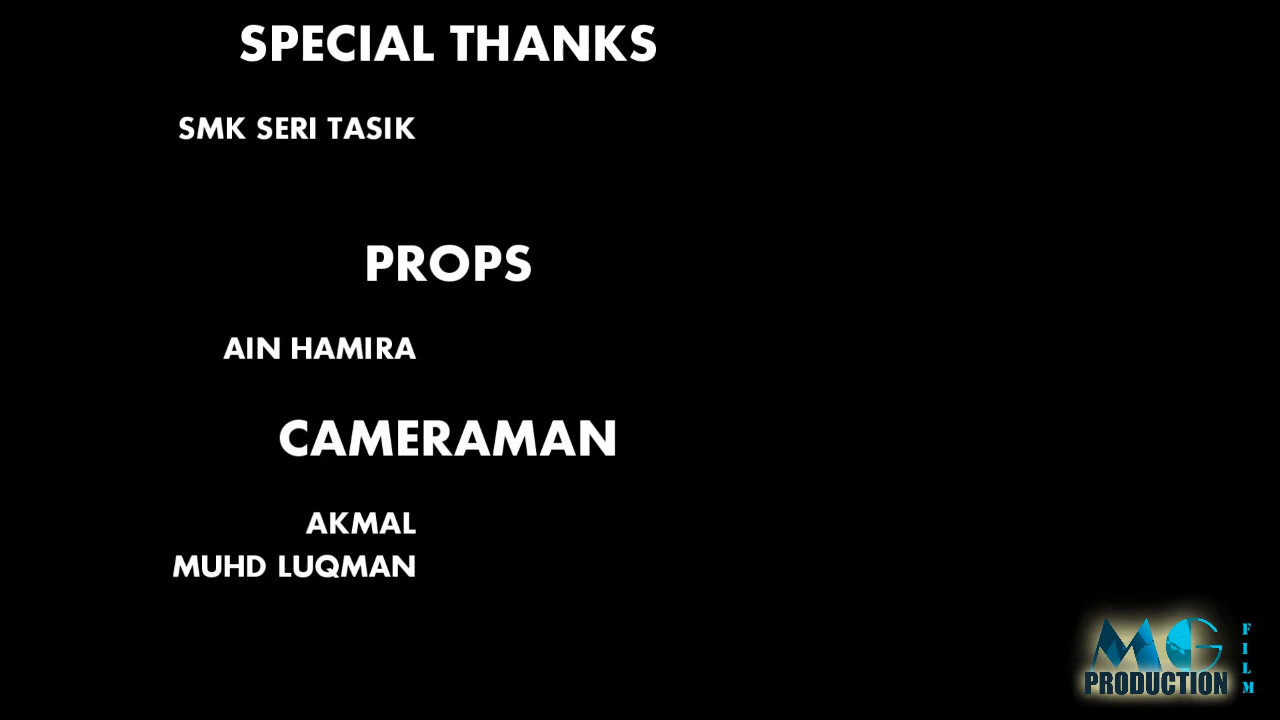 SPECIAL THANKS
SMK SERI TASIK
PROPS
AIN HAMIRA
CAMERAMAN
AKMAL
MUHD LUQMAN
MG
PRODUCTION
FILM